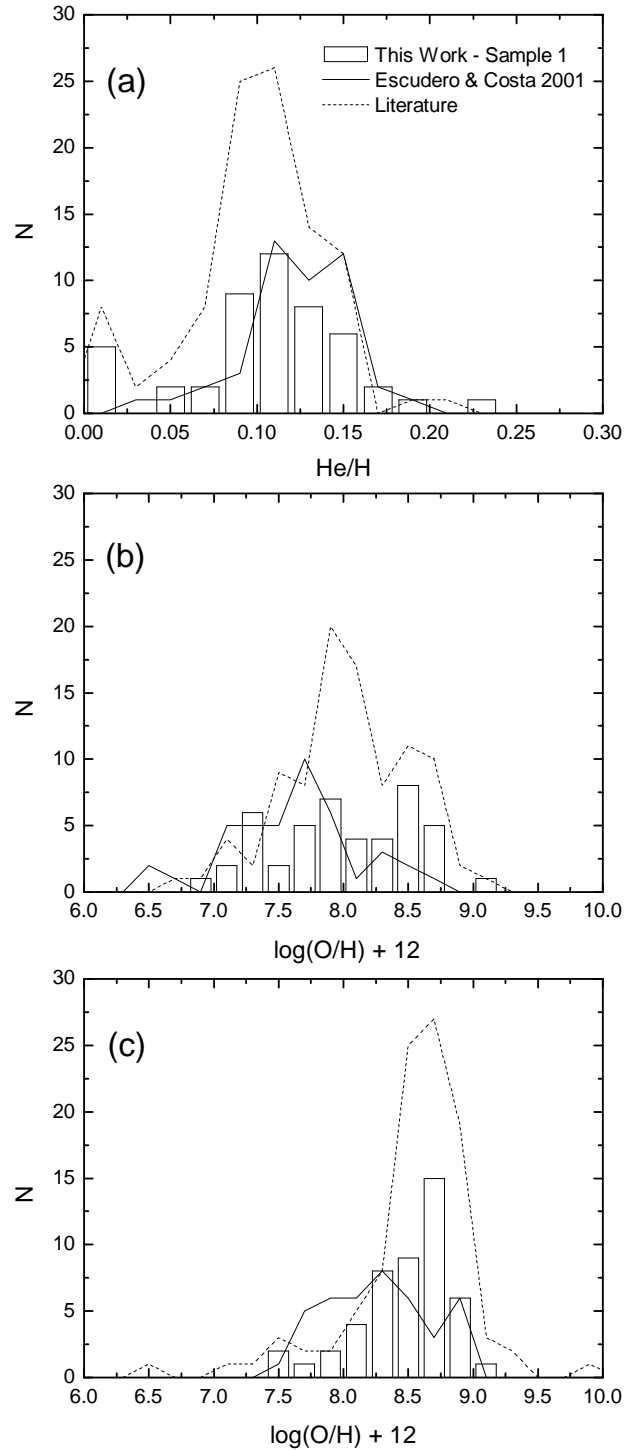 30
25
20
15
10
5
0
N
(a)
This Work - Sample 1
Escudero & Costa 2001
Literature
0.00 0.05 0.10 0.15 0.20 0.25 0.30
He/H
30
25
20
15
10
5
0
N
(b)
6.0 6.5 7.0 7.5 8.0 8.5 9.0 9.5 10.0
log(O/H) + 12
30
25
20
15
10
5
0
N
(c)
6.0 6.5 7.0 7.5 8.0 8.5 9.0 9.5 10.0
log(O/H) + 12